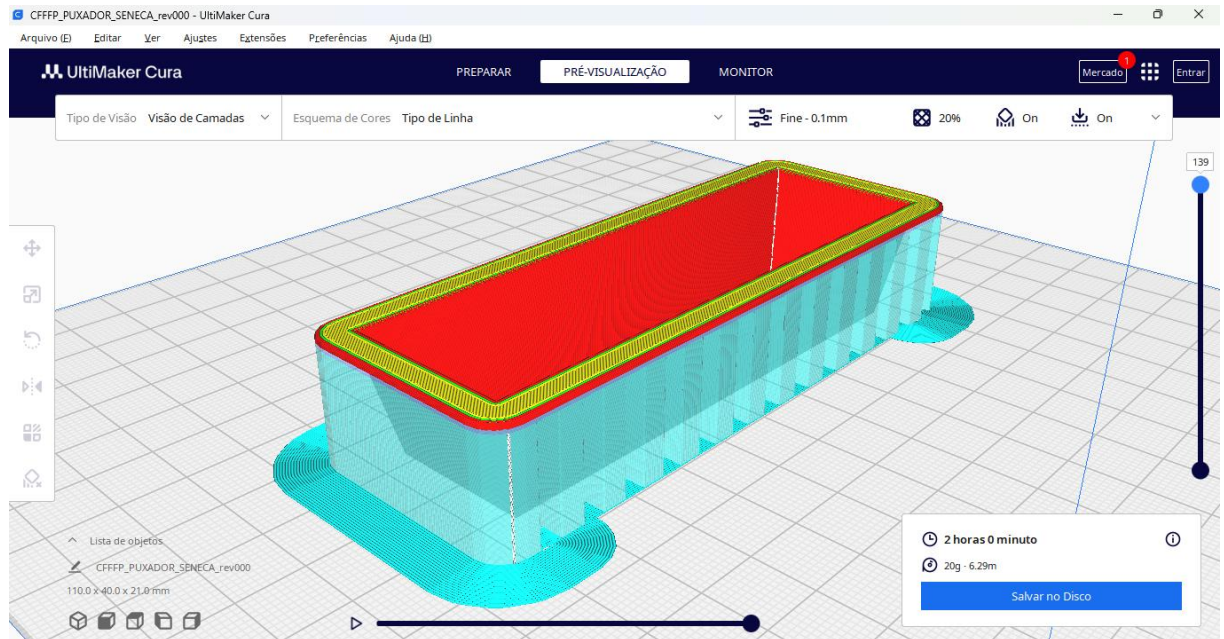 CFFFP_PUXADOR_SENECA_rev000 - UltiMaker Cura
Arquivo (F) Editar Ver Ajustes Extensões Preferências Ajuda (H)
UltiMaker Cura PREPARAR PRÉ-VISUALIZAÇÃO MONITOR Mercado 1 Entrar
Tipo de Visão Visão de Camadas Esquema de Cores Tipo de Linha Fine - 0.1mm 20% On On
139
Lista de objetos
CFFFP_PUXADOR_SENECA_rev000
110.0 x 40.0 x 21.0 mm
2 horas 0 minuto
20g · 6.29m
Salvar no Disco